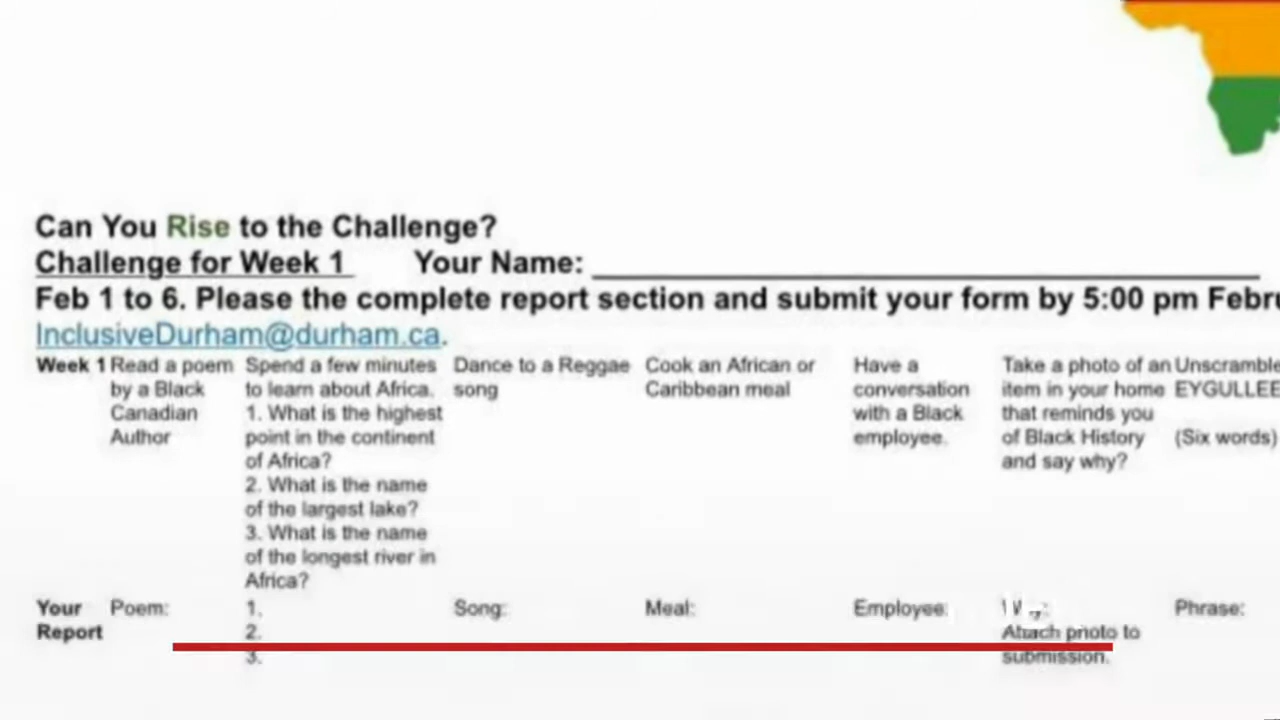 Can You Rise to the Challenge?
Challenge for Week 1 Your Name:
Feb 1 to 6. Please the complete report section and submit your form by 5:00 pm
InclusiveDurham@durham.ca.
Week 1
Read a poem
by a Black
Canadian
Author
Spend a few minutes
to learn about Africa.
1. What is the highest
point in the continent
of Africa?
2. What is the name
of the largest lake?
3. What is the name
of the longest river in
Africa?
Dance to a Reggae
song
Cook an African or
Caribbean meal
Have a
conversation
with a Black
employee.
Take a photo of an
item in your home
that reminds you
of Black History
and say why?
Unscramble
EYGULLEE
(Six words)
Your
Report
Poem:
1.
2.
3.
Song:
Meal:
Employee:
Attach photo to
submission.
Phrase: